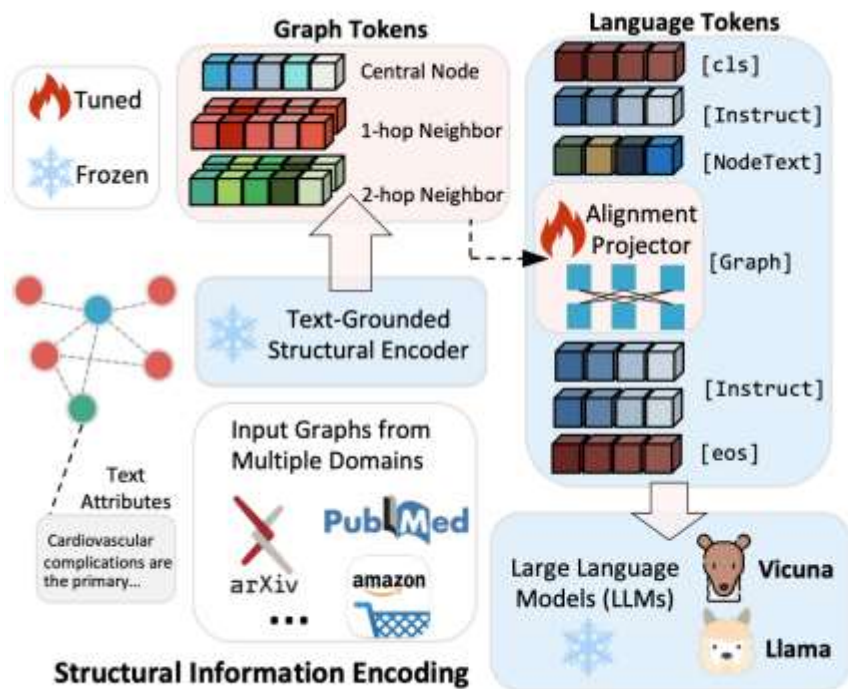 Graph Tokens
Central Node
1-hop Neighbor
2-hop Neighbor
Tuned
Frozen
Text-Grounded
Structural Encoder
Text
Attributes
Cardiovascular
complications are
the primary...
Input Graphs from
Multiple Domains
arXiv
PubMed
amazon
...
Structural Information Encoding
Language Tokens
[cls]
[Instruct]
[NodeText]
Alignment
Projector
[Graph]
[Instruct]
[eos]
Large Language
Models (LLMs)
Vicuna
Llama